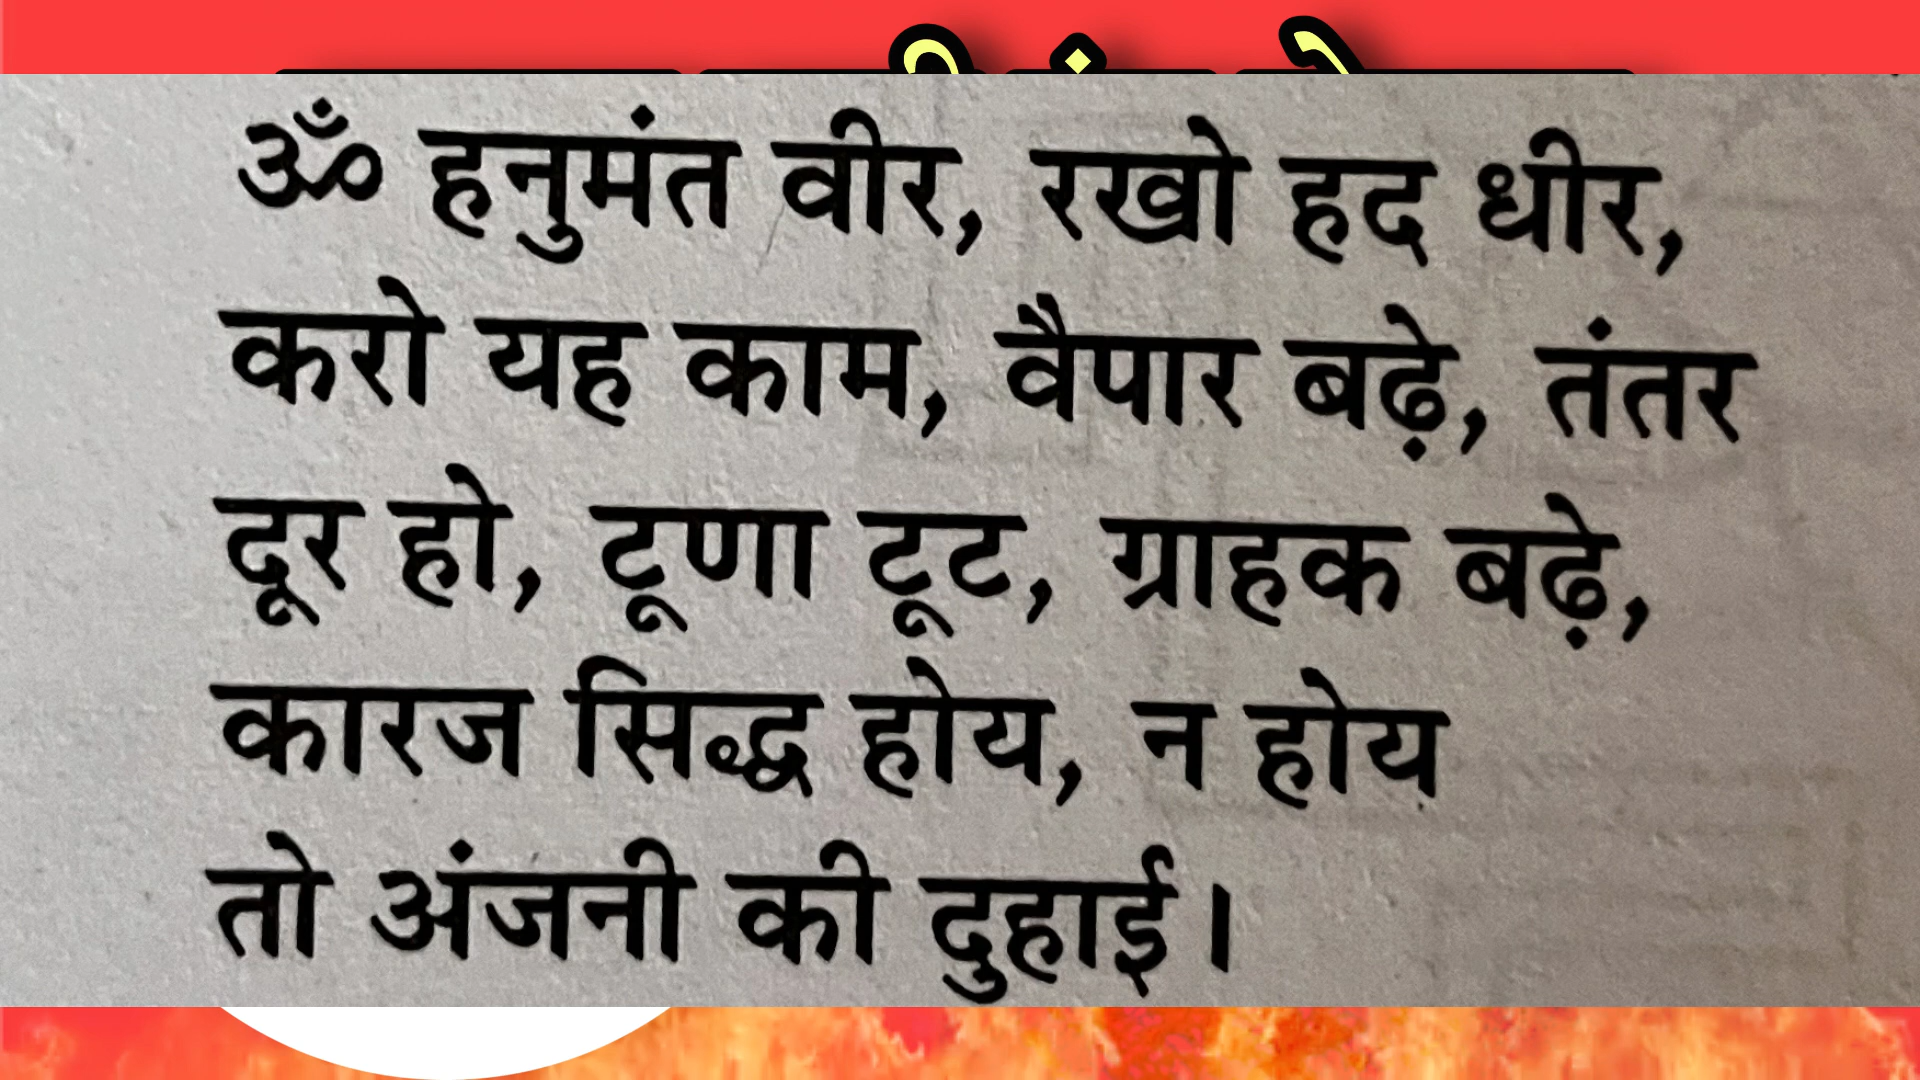 ॐ हनुमंत वीर, रखो हद धीर,
करो यह काम, वैपार बढ़े, तंतर
दूर हो, टूणा टूट, ग्राहक बढ़े,
कारज सिद्ध होय, न होय
तो अंजनी की दुहाई।